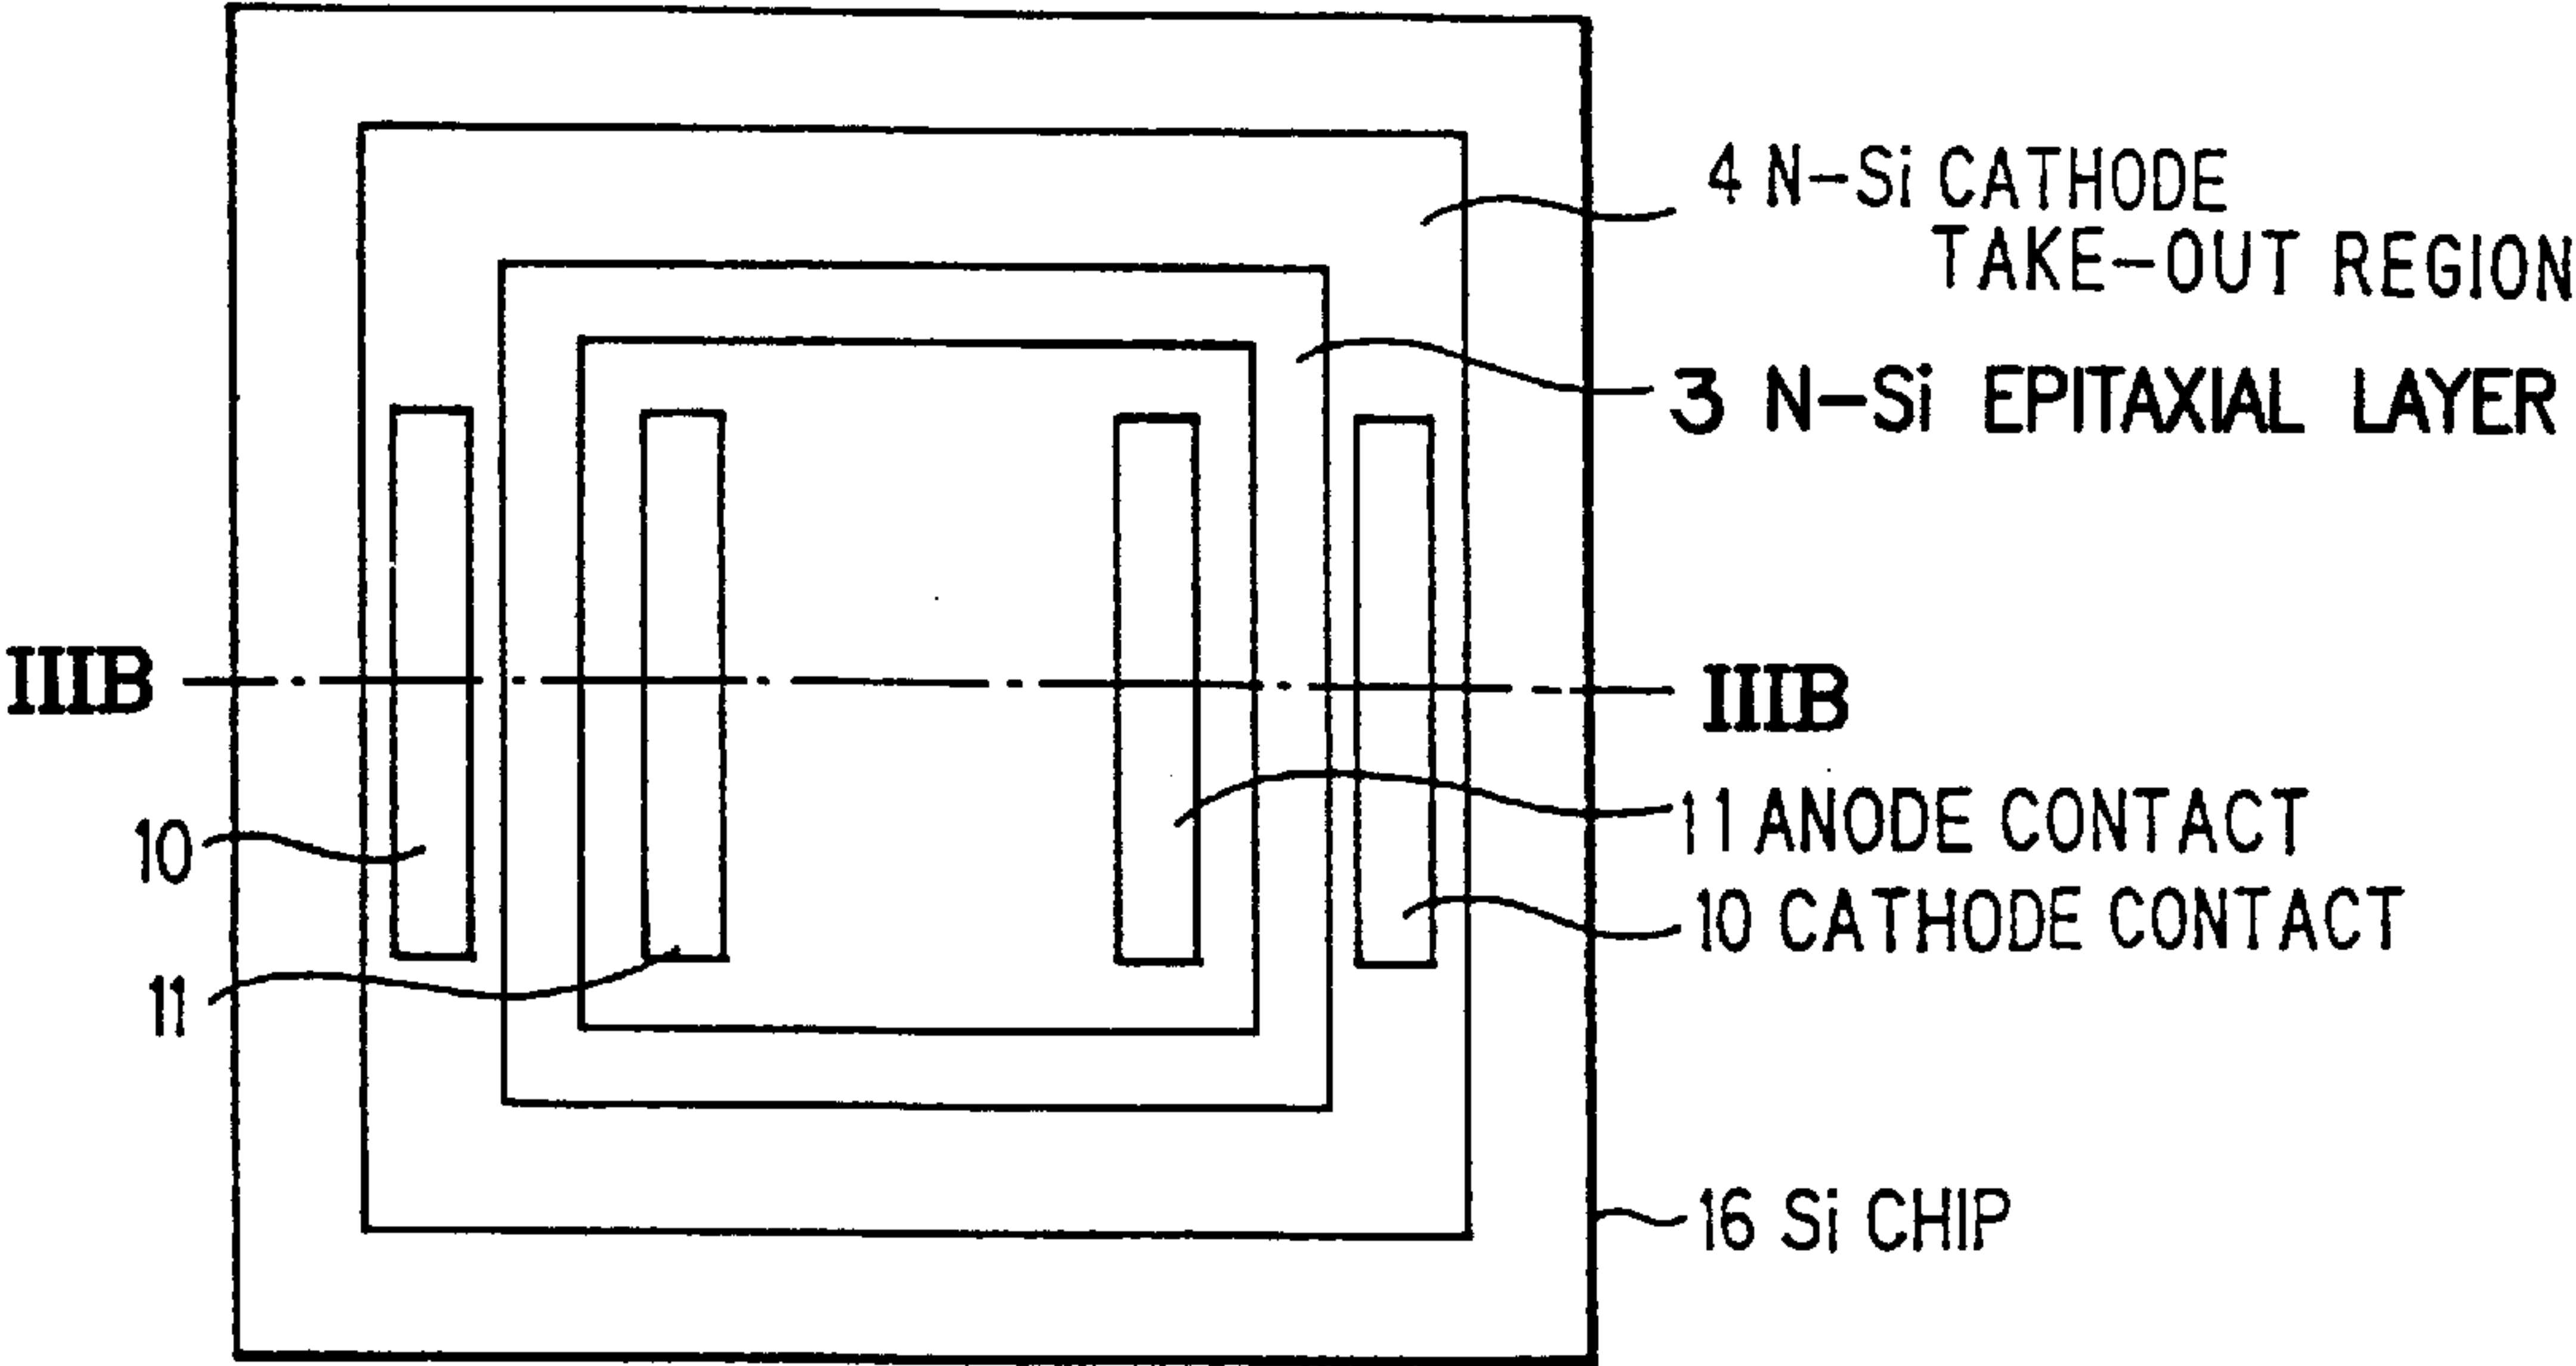 4 N-Si CATHODE
TAKE-OUT REGION
3 N-Si EPITAXIAL LAYER
IIIB
IIIB
11 ANODE CONTACT
10
10 CATHODE CONTACT
11
16 Si CHIP